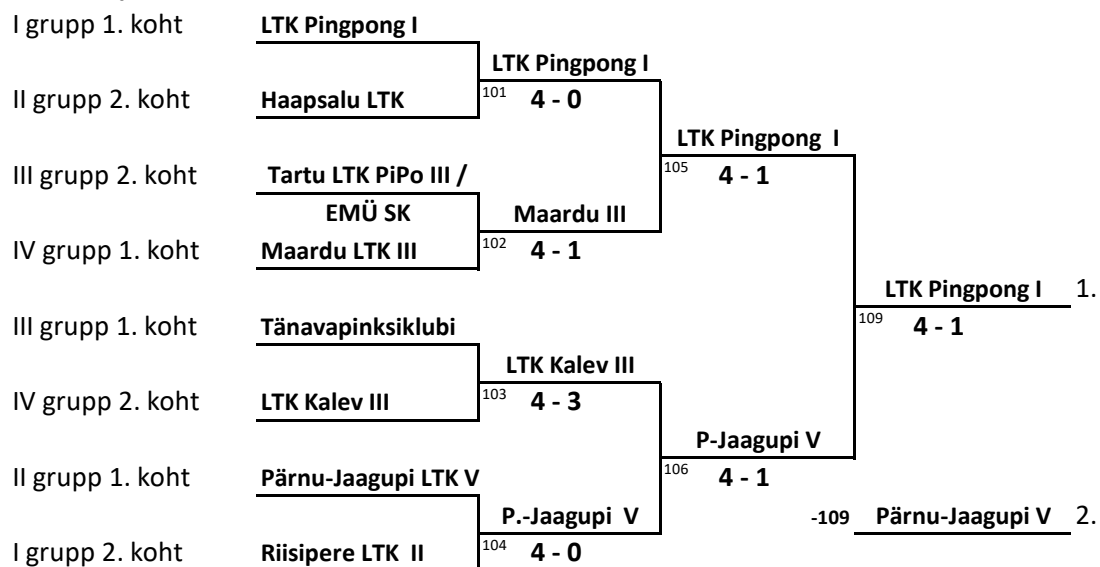 I grupp 1. koht LTK Pingpong I
LTK Pingpong I
II grupp 2. koht Haapsalu LTK 101 4 - 0
LTK Pingpong I
III grupp 2. koht Tartu LTK PiPo III / 105 4 - 1
EMÜ SK Maardu III
IV grupp 1. koht Maardu LTK III 102 4 - 1
LTK Pingpong I 1.
III grupp 1. koht Tänavapinksiklubi 109 4 - 1
LTK Kalev III
IV grupp 2. koht LTK Kalev III 103 4 - 3
P-Jaagupi V
II grupp 1. koht Pärnu-Jaagupi LTK V 106 4 - 1
P.-Jaagupi V -109 Pärnu-Jaagupi V 2.
I grupp 2. koht Riisipere LTK II 104 4 - 0